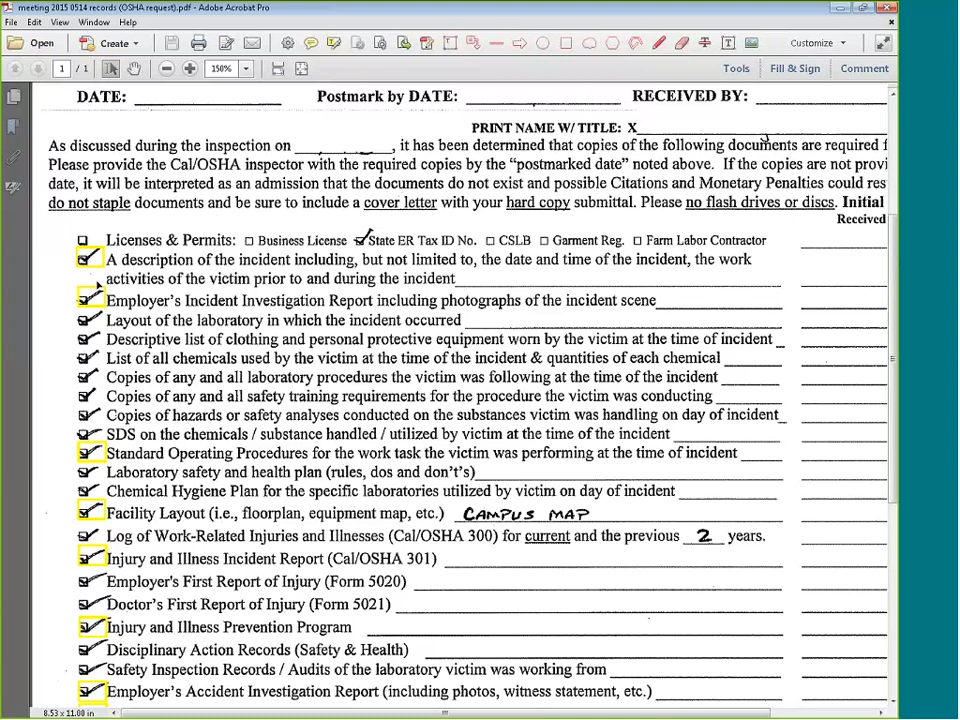 meeting 2015 0514 records (OSHA request).pdf - Adobe Acrobat Pro
File Edit View Window Help
Open Create Customize
1 / 1 150% Tools Fill & Sign Comment
DATE: Postmark by DATE: RECEIVED BY:
PRINT NAME W/ TITLE: X
As discussed during the inspection on , it has been determined that copies of the following documents are required f
Please provide the Cal/OSHA inspector with the required copies by the “postmarked date” noted above. If the copies are not provi
date, it will be interpreted as an admission that the documents do not exist and possible Citations and Monetary Penalties could res
do not staple documents and be sure to include a cover letter with your hard copy submittal. Please no flash drives or discs. Initial
Received
Licenses & Permits: Business License State ER Tax ID No. CSLB Garment Reg. Farm Labor Contractor
A description of the incident including, but not limited to, the date and time of the incident, the work
activities of the victim prior to and during the incident
Employer's Incident Investigation Report including photographs of the incident scene
Layout of the laboratory in which the incident occurred
Descriptive list of clothing and personal protective equipment worn by the victim at the time of incident
List of all chemicals used by the victim at the time of the incident & quantities of each chemical
Copies of any and all laboratory procedures the victim was following at the time of the incident
Copies of any and all safety training requirements for the procedure the victim was conducting
Copies of hazards or safety analyses conducted on the substances victim was handling on day of incident
SDS on the chemicals / substance handled / utilized by victim at the time of the incident
Standard Operating Procedures for the work task the victim was performing at the time of incident
Laboratory safety and health plan (rules, dos and don't's)
Chemical Hygiene Plan for the specific laboratories utilized by victim on day of incident
Facility Layout (i.e., floorplan, equipment map, etc.) CAMPUS MAP
Log of Work-Related Injuries and Illnesses (Cal/OSHA 300) for current and the previous 2 years.
Injury and Illness Incident Report (Cal/OSHA 301)
Employer's First Report of Injury (Form 5020)
Doctor's First Report of Injury (Form 5021)
Injury and Illness Prevention Program
Disciplinary Action Records (Safety & Health)
Safety Inspection Records / Audits of the laboratory victim was working from
Employer's Accident Investigation Report (including photos, witness statement, etc.)
8.53 x 11.00 in